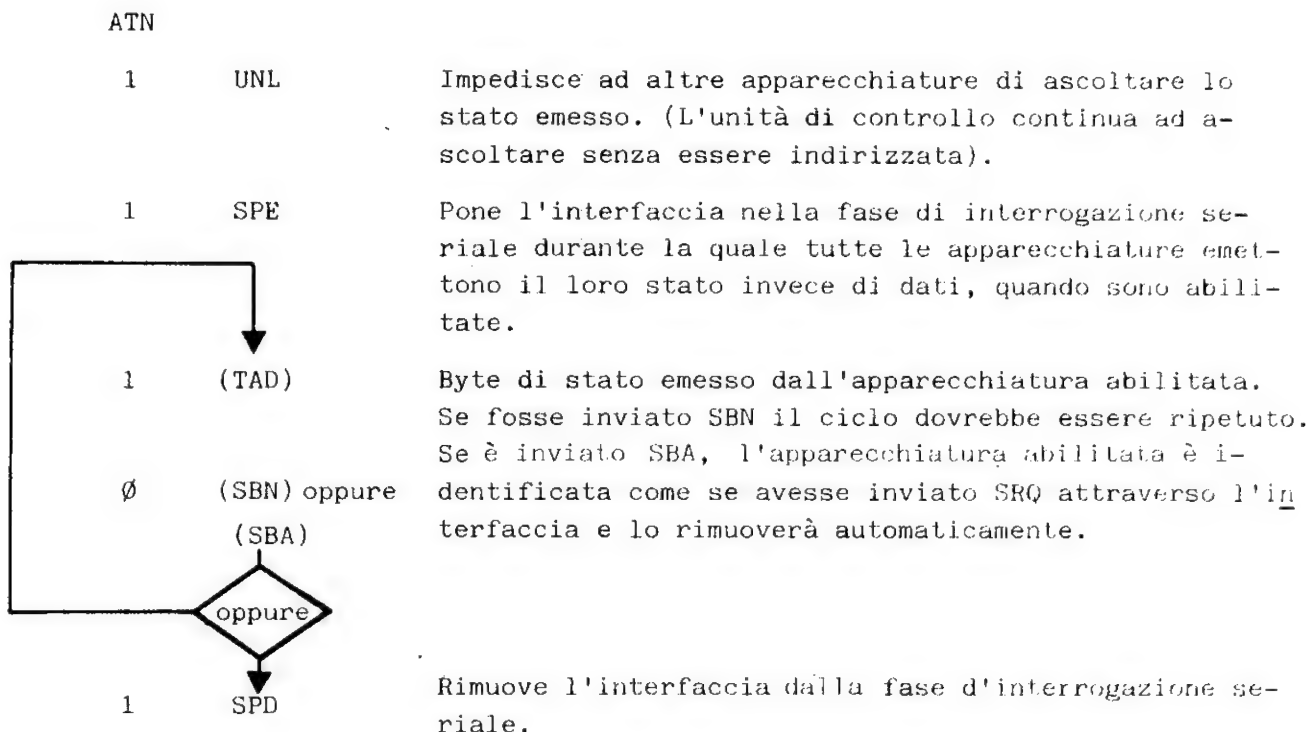 ATN
1 UNL Impedisce ad altre apparecchiature di ascoltare lo
stato emesso. (L'unità di controllo continua ad a-
scoltare senza essere indirizzata).
1 SPE Pone l'interfaccia nella fase di interrogazione se-
riale durante la quale tutte le apparecchiature emet-
tono il loro stato invece di dati, quando sono abili-
tate.
1 (TAD) Byte di stato emesso dall'apparecchiatura abilitata.
Se fosse inviato SBN il ciclo dovrebbe essere ripetuto.
Se è inviato SBA, l'apparecchiatura abilitata è i-
Ø (SBN) oppure dentificata come se avesse inviato SRQ attraverso l'in
(SBA) terfaccia e lo rimuoverà automaticamente.
oppure
1 SPD Rimuove l'interfaccia dalla fase d'interrogazione se-
riale.